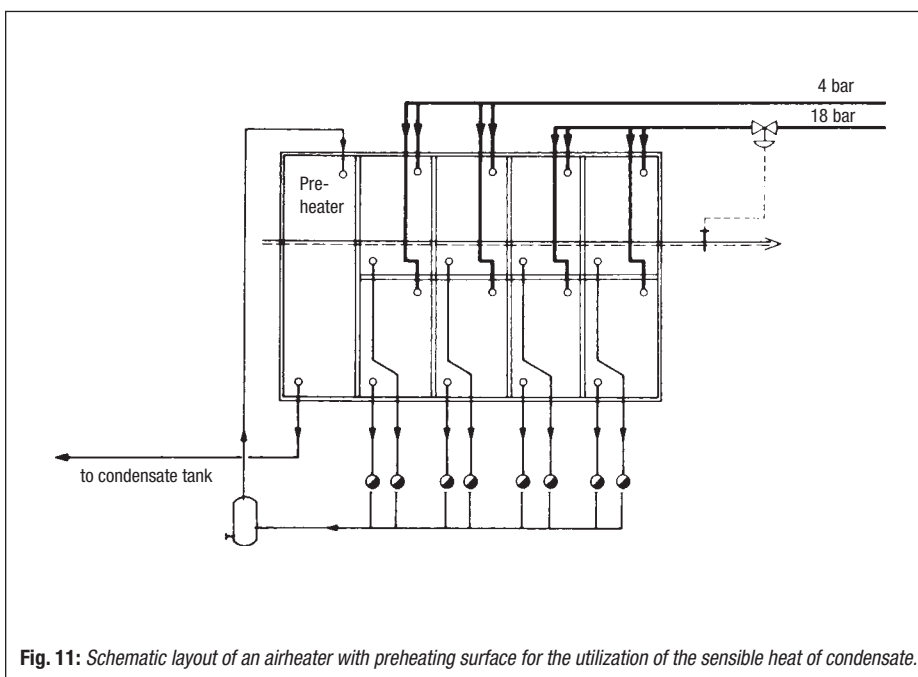 4 bar
18 bar
Pre-
heater
to condensate tank
Fig. 11: Schematic layout of an airheater with preheating surface for the utilization of the sensible heat of condensate.